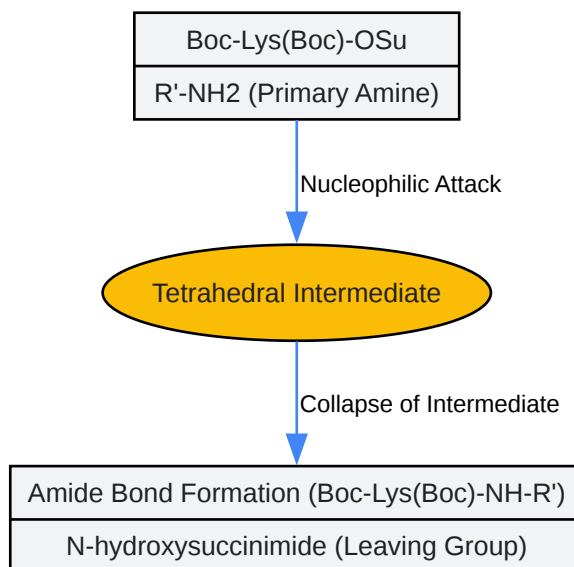 Boc-Lys(Boc)-OSu
R'-NH2 (Primary Amine)
Nucleophilic Attack
Tetrahedral Intermediate
Collapse of Intermediate
Amide Bond Formation (Boc-Lys(Boc)-NH-R')
N-hydroxysuccinimide (Leaving Group)